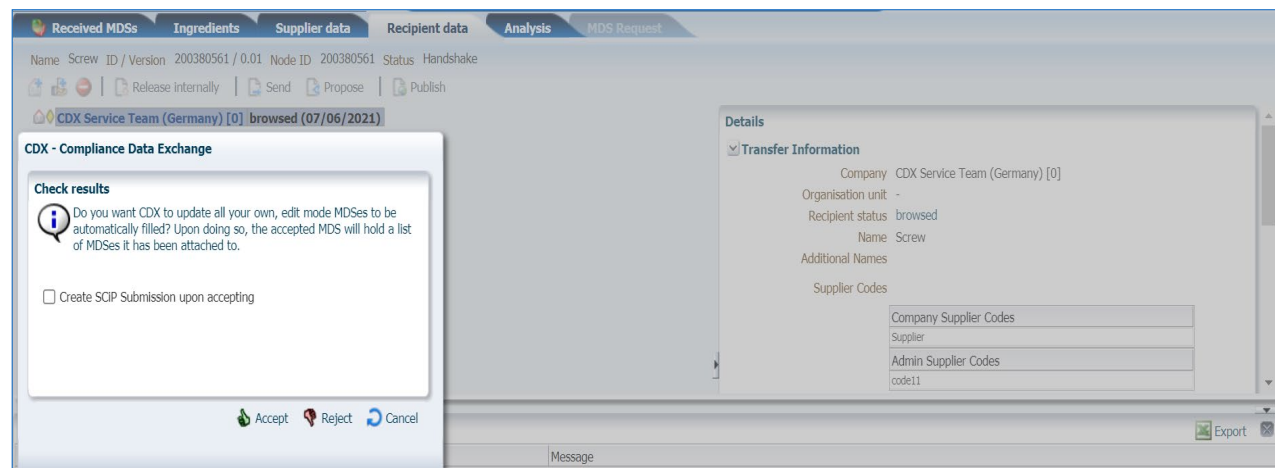 Received MDSs Ingredients Supplier data Recipient data Analysis MDS Request
Name Screw ID / Version 200380561 / 0.01 Node ID 200380561 Status Handshake
Release internally Send Propose Publish
CDX Service Team (Germany) [0] browsed (07/06/2021)
CDX - Compliance Data Exchange
Check results
Do you want CDX to update all your own, edit mode MDSes to be
automatically filled? Upon doing so, the accepted MDS will hold a list
of MDSes it has been attached to.
Create SCIP Submission upon accepting
Accept Reject Cancel
Details
Transfer Information
Company CDX Service Team (Germany) [0]
Organisation unit -
Recipient status browsed
Name Screw
Additional Names
Supplier Codes
Company Supplier Codes
Supplier
Admin Supplier Codes
code11
Export
Message